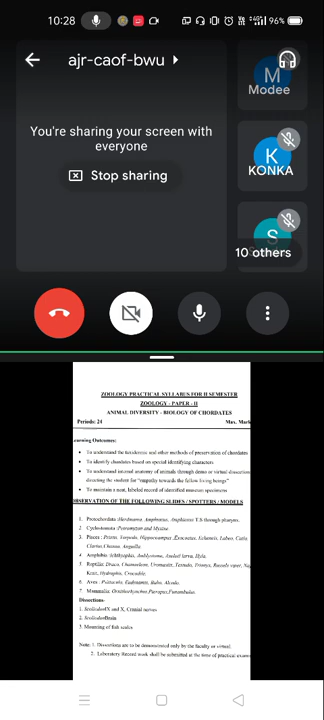 10:28
96%
ajr-caof-bwu
You're sharing your screen with
everyone
Stop sharing
M
Modee
K
KONKA
S
10 others
ZOOLOGY PRACTICAL SYLLABUS FOR II SEMESTER
ZOOLOGY - PAPER - II
ANIMAL DIVERSITY - BIOLOGY OF CHORDATES
Periods: 24 Max. Mark
earning Outcomes:
• To understand the taxidermic and other methods of preservation of chordates
• To identify chordates based on special identifying characters
• To understand internal anatomy of animals through demo or virtual dissection
directing the student for "empathy towards the fellow living beings"
• To maintain a neat, labeled record of identified museum specimens
OBSERVATION OF THE FOLLOWING SLIDES / SPOTTERS / MODELS
1. Protochordata: Herdmania, Amphioxus, Amphioxus T.S through pharynx.
2. Cyclostomata: Petromyzon and Myxine.
3. Pisces: Pristis, Torpedo, Hippocampus, Exocoetus, Echeneis, Labeo, Catla,
Clarius, Channa, Anguilla.
4. Amphibia: Ichthyophis, Amblystoma, Axolotl larva, Hyla,
5. Reptilia: Draco, Chamaeleon, Uromastix, Testudo, Trionyx, Russels viper, Naj
Krait, Hydrophis, Crocodile.
6. Aves: Psittacula, Eudynamis, Bubo, Alcedo.
7. Mammalia: Ornithorhynchus, Pteropus, Funambulus.
Dissections-
1. Scoliodon IX and X, Cranial nerves
2. Scoliodon Brain
3. Mounting of fish scales
Note: 1. Dissections are to be demonstrated only by the faculty or virtual.
2. Laboratory Record work shall be submitted at the time of practical exam